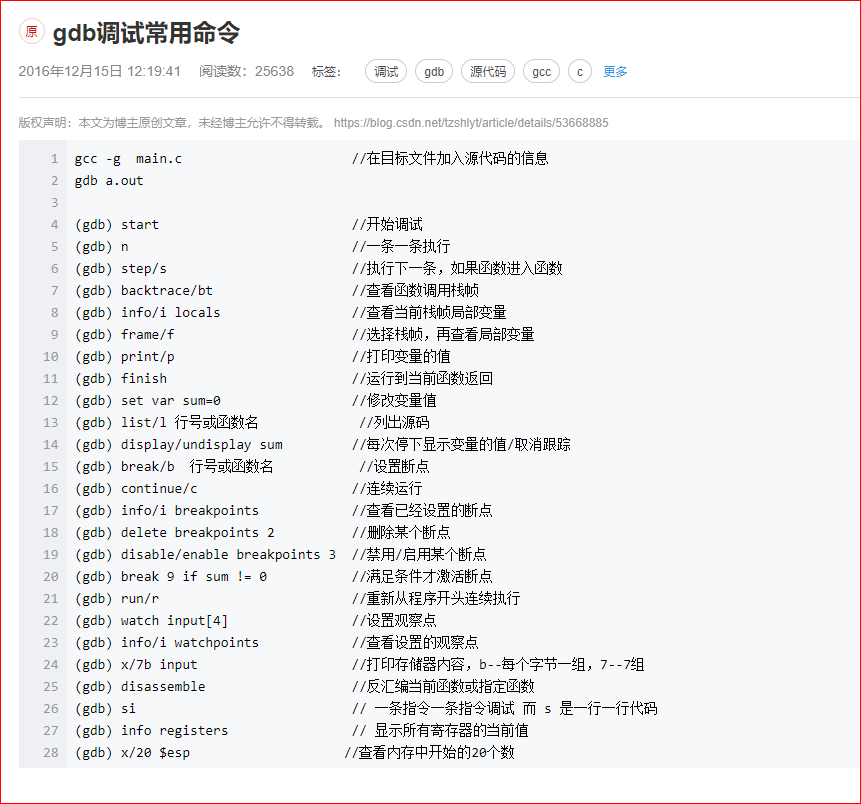 原 gdb调试常用命令
2016年12月15日 12:19:41 阅读数：25638 标签： 调试 gdb 源代码 gcc c 更多
版权声明：本文为博主原创文章，未经博主允许不得转载。 https://blog.csdn.net/tzshlyt/article/details/53668885
1 gcc -g  main.c //在目标文件加入源代码的信息
2 gdb a.out
3
4 (gdb) start //开始调试
5 (gdb) n //一条一条执行
6 (gdb) step/s //执行下一条，如果函数进入函数
7 (gdb) backtrace/bt //查看函数调用栈帧
8 (gdb) info/i locals //查看当前栈帧局部变量
9 (gdb) frame/f //选择栈帧，再查看局部变量
10 (gdb) print/p //打印变量的值
11 (gdb) finish //运行到当前函数返回
12 (gdb) set var sum=0 //修改变量值
13 (gdb) list/l 行号或函数名 //列出源码
14 (gdb) display/undisplay sum //每次停下显示变量的值/取消跟踪
15 (gdb) break/b  行号或函数名 //设置断点
16 (gdb) continue/c //连续运行
17 (gdb) info/i breakpoints //查看已经设置的断点
18 (gdb) delete breakpoints 2 //删除某个断点
19 (gdb) disable/enable breakpoints 3 //禁用/启用某个断点
20 (gdb) break 9 if sum != 0 //满足条件才激活断点
21 (gdb) run/r //重新从程序开头连续执行
22 (gdb) watch input[4] //设置观察点
23 (gdb) info/i watchpoints //查看设置的观察点
24 (gdb) x/7b input //打印存储器内容，b--每个字节一组，7--7组
25 (gdb) disassemble //反汇编当前函数或指定函数
26 (gdb) si // 一条指令一条指令调试 而 s 是一行一行代码
27 (gdb) info registers // 显示所有寄存器的当前值
28 (gdb) x/20 $esp //查看内存中开始的20个数